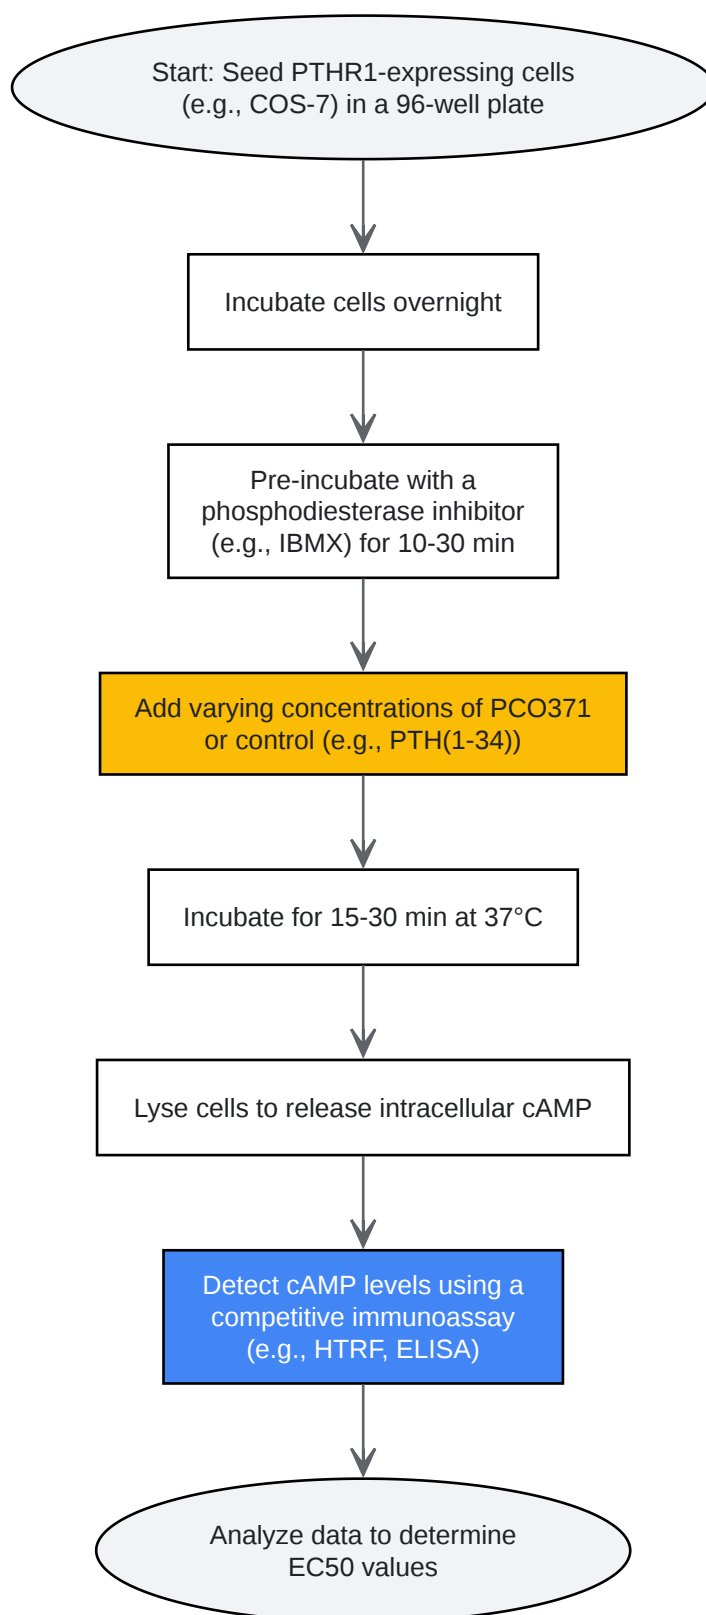 Start: Seed PTHR1-expressing cells
(e.g., COS-7) in a 96-well plate
Incubate cells overnight
Pre-incubate with a
phosphodiesterase inhibitor
(e.g., IBMX) for 10-30 min
Add varying concentrations of PCO371
or control (e.g., PTH(1-34))
Incubate for 15-30 min at 37°C
Lyse cells to release intracellular cAMP
Detect cAMP levels using a
competitive immunoassay
(e.g., HTRF, ELISA)
Analyze data to determine
EC50 values